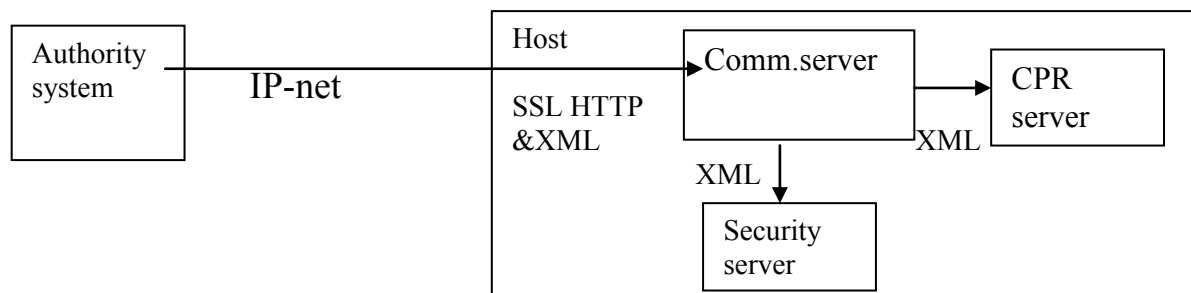 Authority
system
IP-net
Host
SSL HTTP
&XML
Comm.server
XML
CPR
server
XML
Security
server